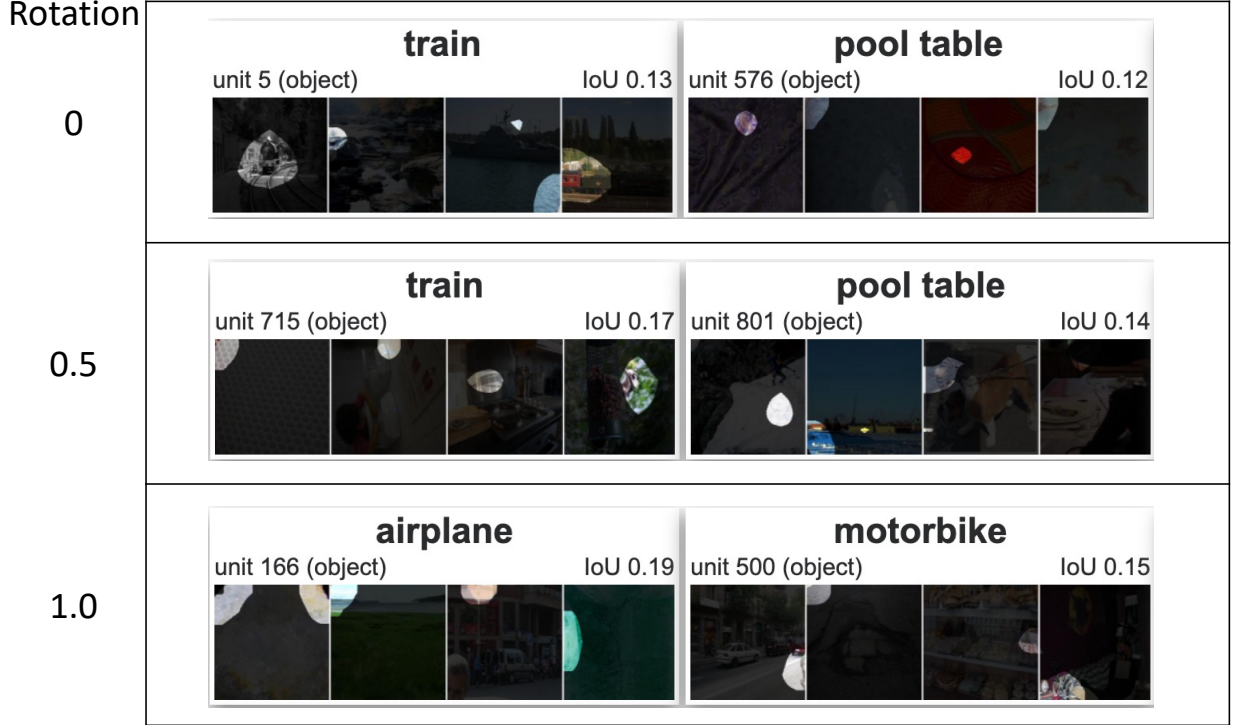 Rotation
train
pool table
unit 5 (object) IoU 0.13
unit 576 (object) IoU 0.12
0
train
pool table
unit 715 (object) IoU 0.17
unit 801 (object) IoU 0.14
0.5
airplane
motorbike
unit 166 (object) IoU 0.19
unit 500 (object) IoU 0.15
1.0